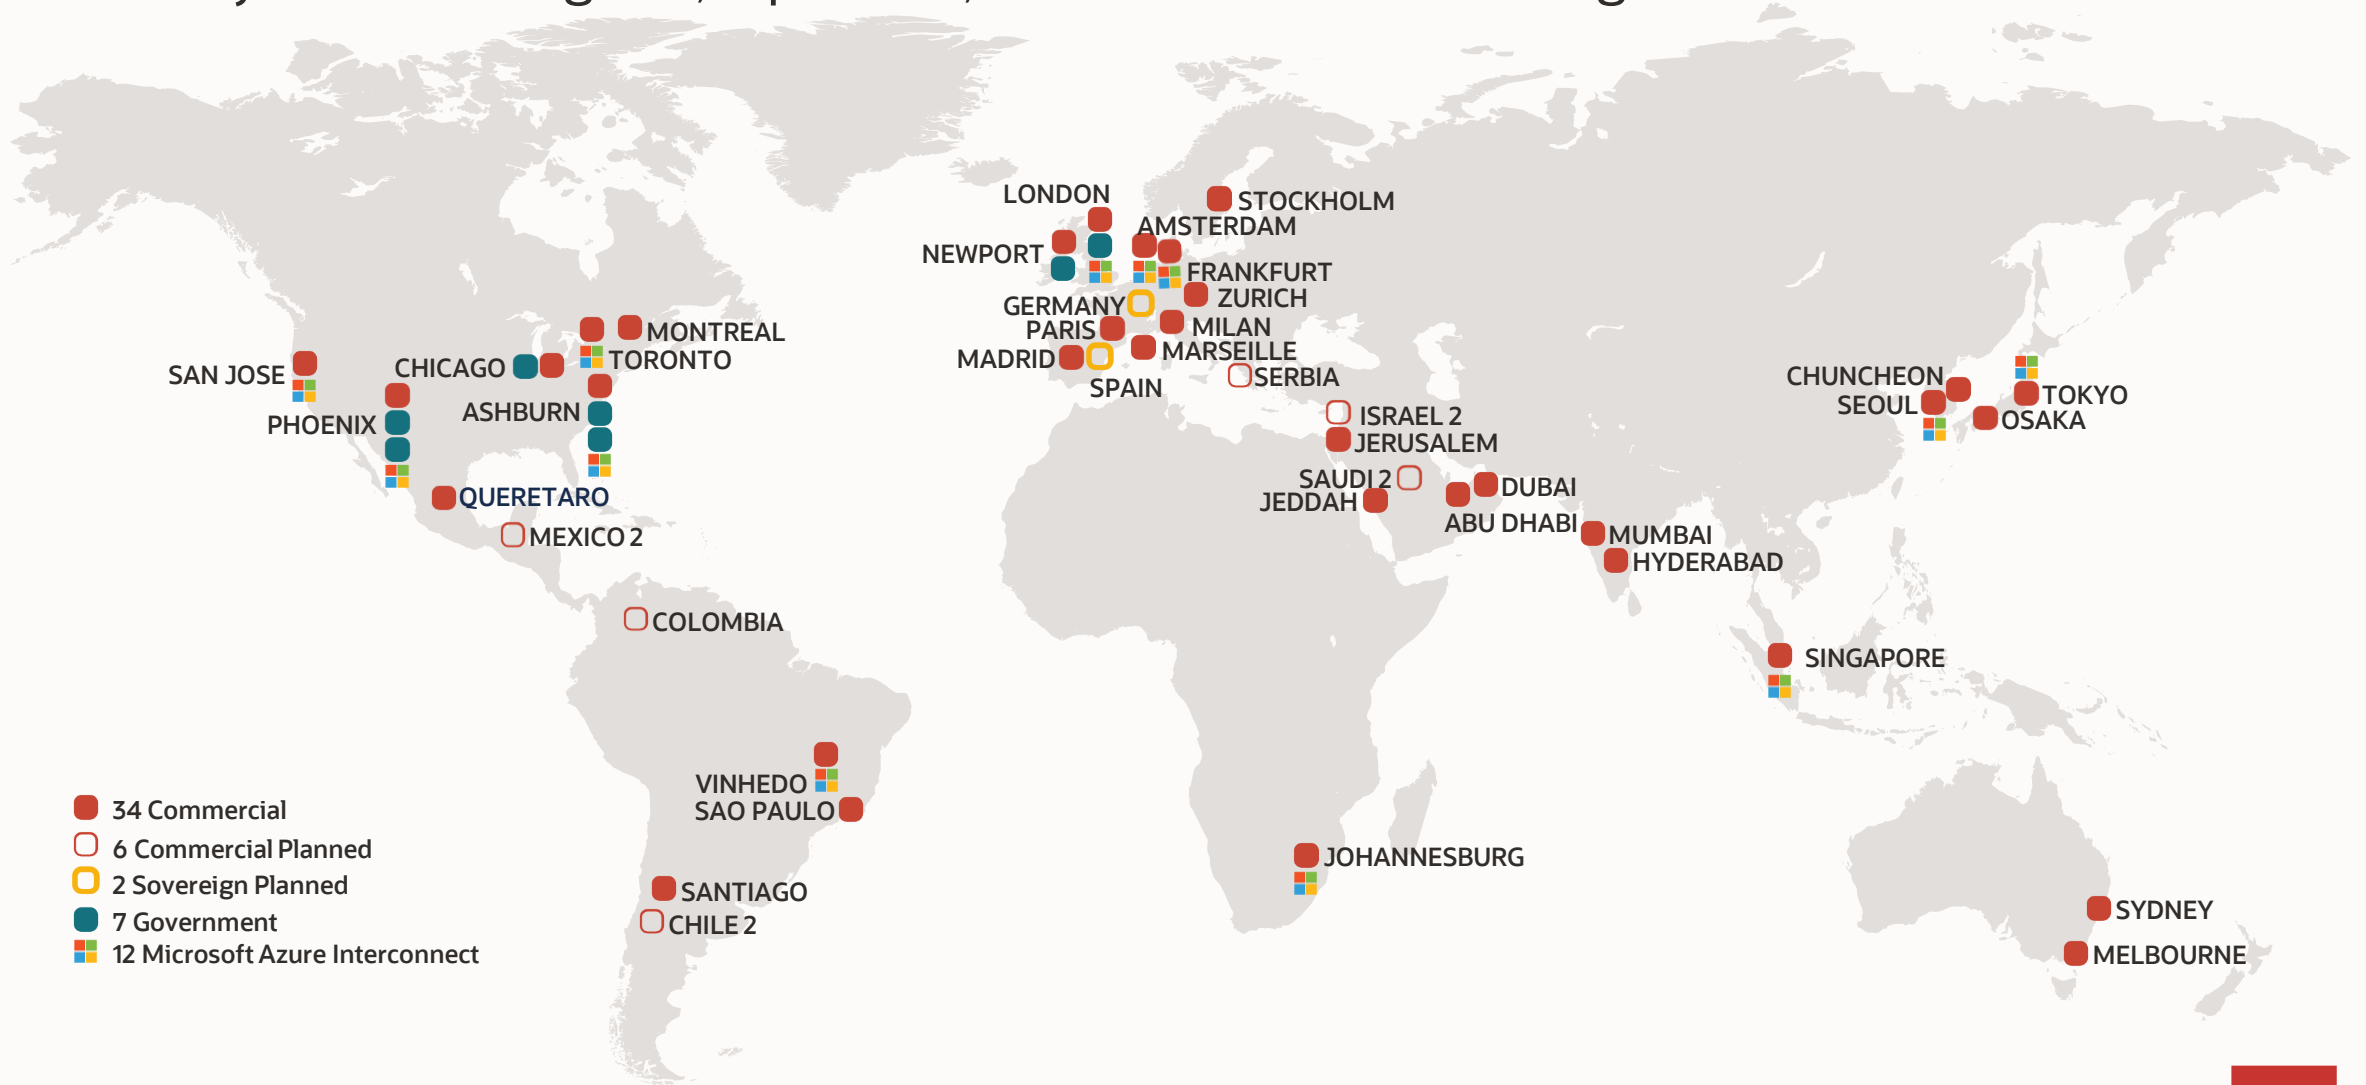 LONDON
STOCKHOLM
AMSTERDAM
NEWPORT
FRANKFURT
ZURICH
GERMANY
PARIS
MILAN
MARSEILLE
MADRID
SPAIN
SERBIA
MONTREAL
TORONTO
CHICAGO
SAN JOSE
ASHBURN
PHOENIX
QUERETARO
MEXICO 2
ISRAEL 2
JERUSALEM
SAUDI 2
JEDDAH
DUBAI
ABU DHABI
MUMBAI
HYDERABAD
CHUNCHEON
SEOUL
TOKYO
OSAKA
COLOMBIA
SINGAPORE
VINHEDO
SAO PAULO
SANTIAGO
CHILE 2
JOHANNESBURG
SYDNEY
MELBOURNE
34 Commercial
6 Commercial Planned
2 Sovereign Planned
7 Government
12 Microsoft Azure Interconnect